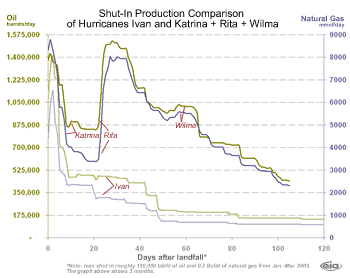 Shut-In Production Comparison
of Hurricanes Ivan and Katrina + Rita + Wilma
Oil
barrels/day
Natural Gas
mmcf/day
1,575,000
1,400,000
1,225,000
1,050,000
875,000
700,000
525,000
350,000
175,000
-
9000
8000
7000
6000
5000
4000
3000
2000
1000
0
Katrina
Rita
Wilma
Ivan
0
20
40
60
80
100
120
Days after landfall*
*Note: Ivan shut in roughly 150,000 bbl/d of oil and 0.3 Bcf/d of natural gas from Jan.-Mar. 2005.
The graph above shows 3 months.
eia